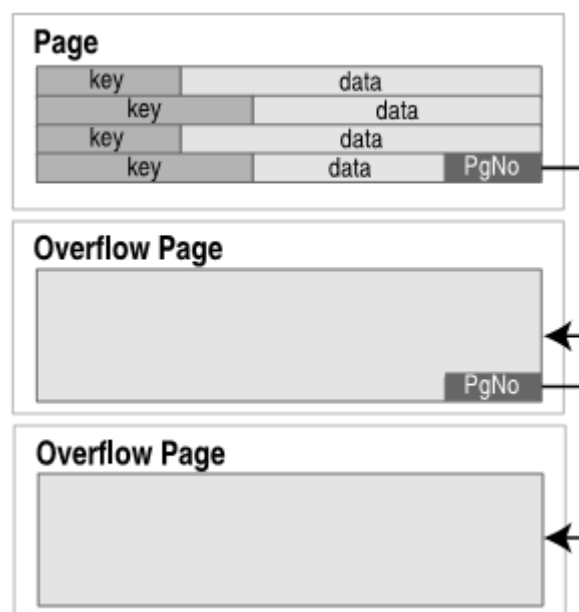 Page
key data
key data
key data
key data PgNo
Overflow Page
PgNo
Overflow Page